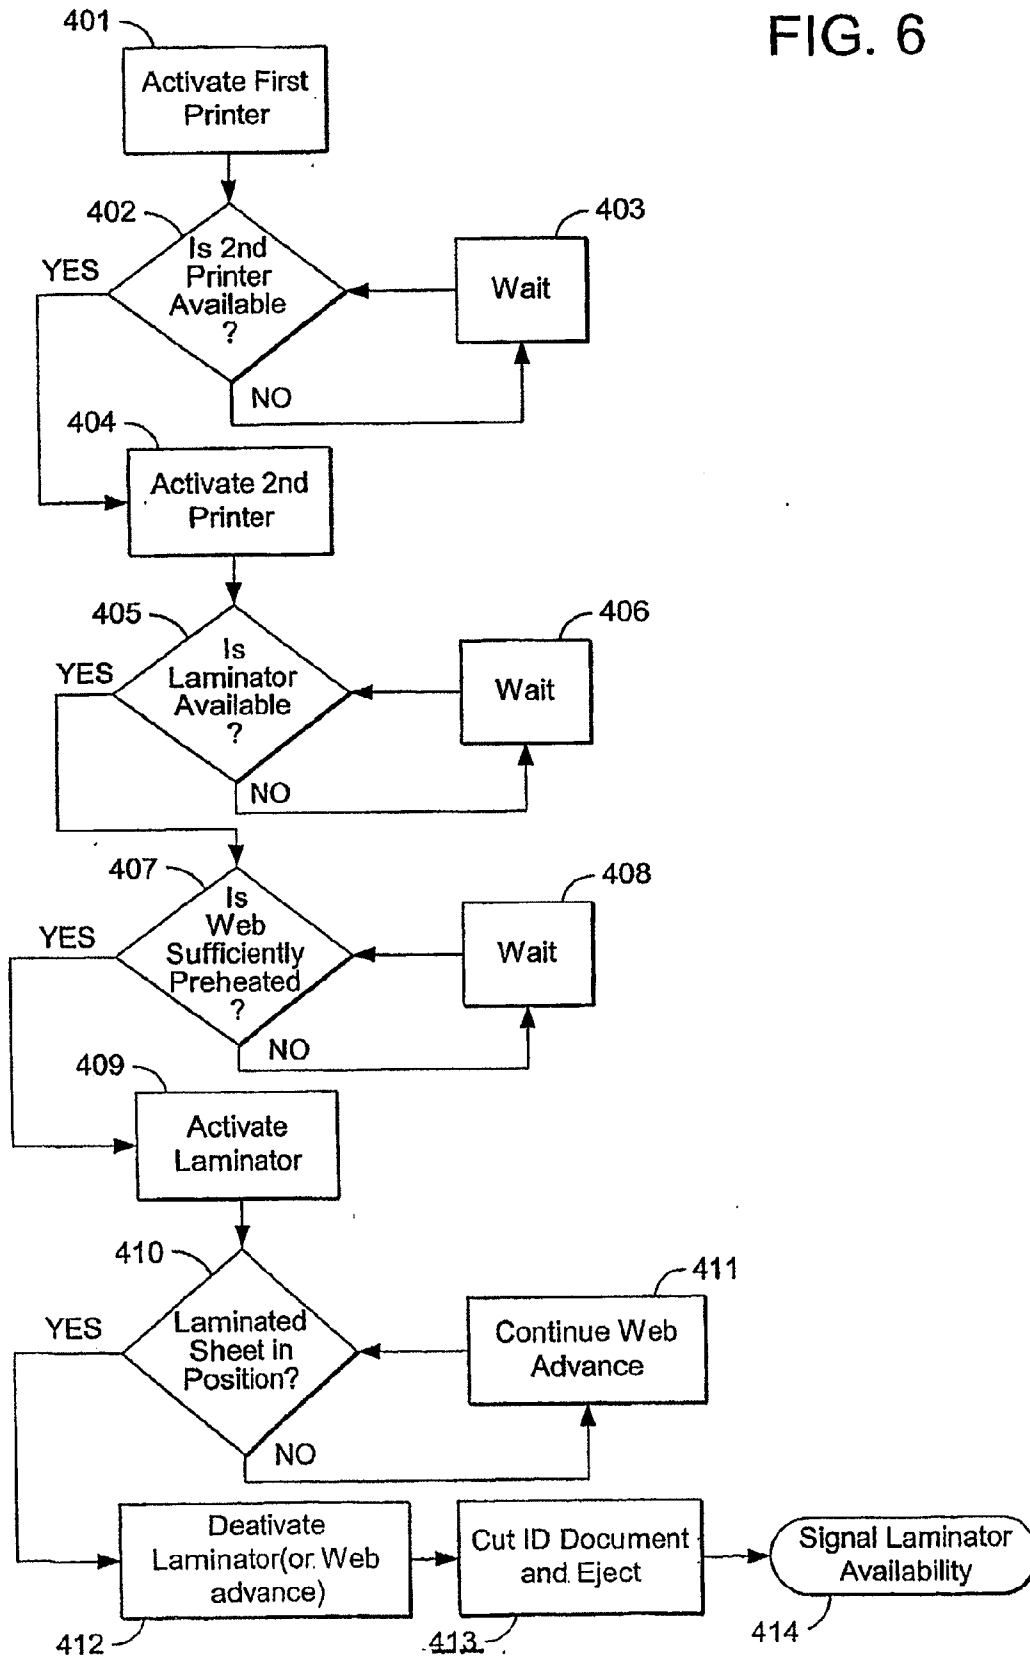 FIG. 6
401
Activate First
Printer
402
Is 2nd
Printer
Available
?
YES
NO
403
Wait
404
Activate 2nd
Printer
405
Is
Laminator
Available
?
YES
NO
406
Wait
407
Is
Web
Sufficiently
Preheated
?
YES
NO
408
Wait
409
Activate
Laminator
410
Laminated
Sheet in
Position?
YES
NO
411
Continue Web
Advance
Deativate
Laminator(or Web
advance)
412
Cut ID Document
and Eject
413
Signal Laminator
Availability
414